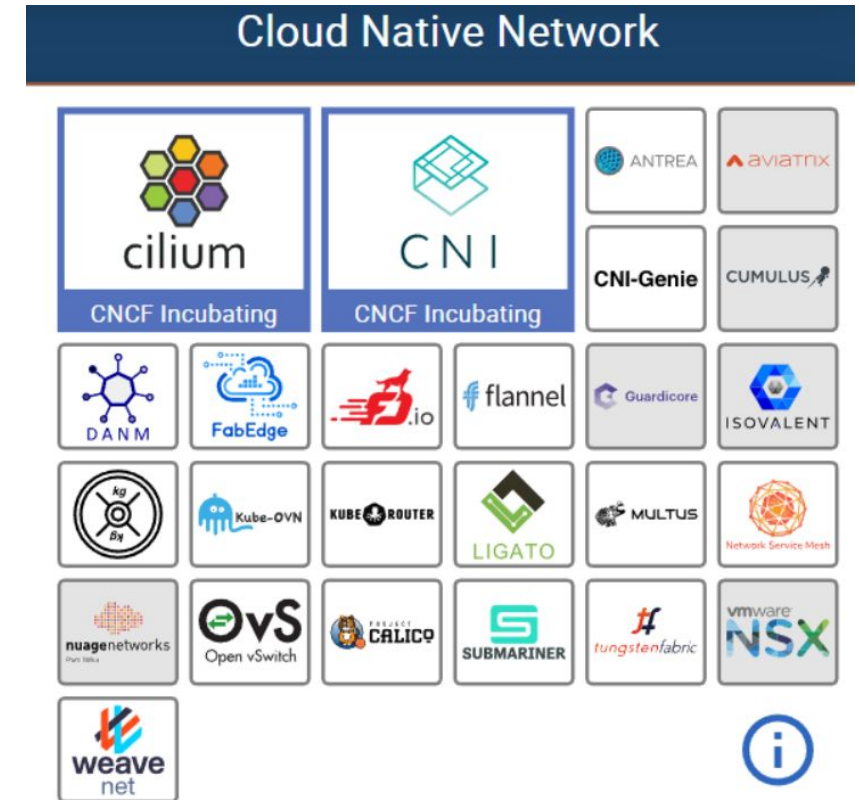 Cloud Native Network
cilium
CNCF Incubating
CNI
CNCF Incubating
ANTREA
aviatrix
CNI-Genie
CUMULUS
DANM
FabEdge
.io
flannel
Guardicore
ISOVALENT
kg
kg
Kube-OVN
KUBE ROUTER
LIGATO
MULTUS
Network Service Mesh
nuagenetworks
OvS
Open vSwitch
PROJECT
CALICO
SUBMARINER
tf
tungstenfabric
vmware
NSX
weave
net
i